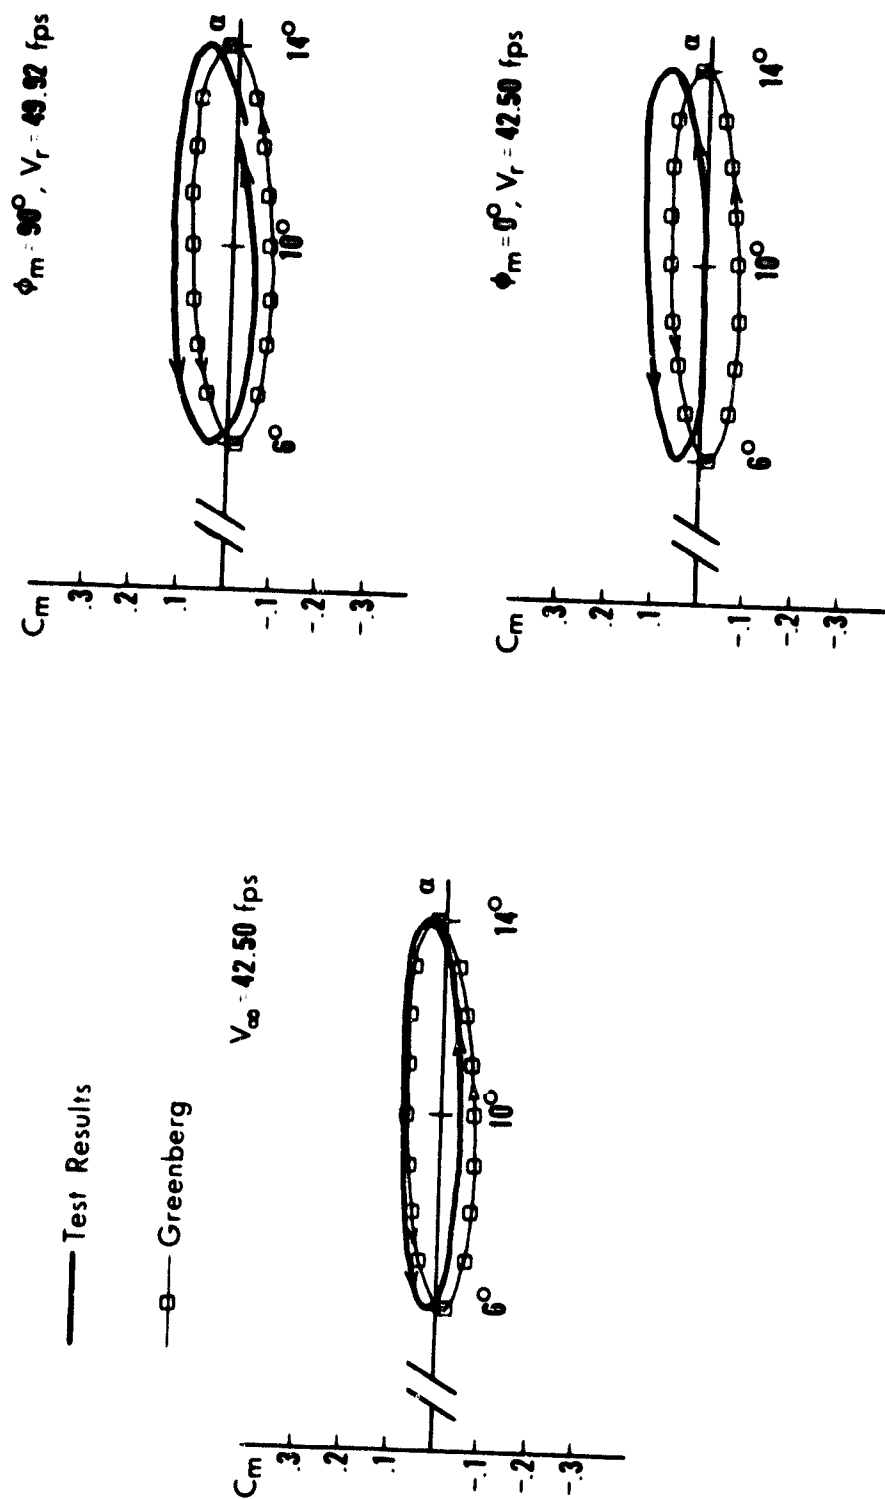 Test Results
Greenberg
V∞ = 42.50 fps
Cm
.3
.2
.1
-.1
-.2
-.3
6°
10°
14°
α
ϕm = 90°, Vr = 49.92 fps
Cm
.3
.2
.1
-.1
-.2
-.3
6°
10°
14°
α
ϕm = 0°, Vr = 42.50 fps
Cm
.3
.2
.1
-.1
-.2
-.3
6°
10°
14°
α